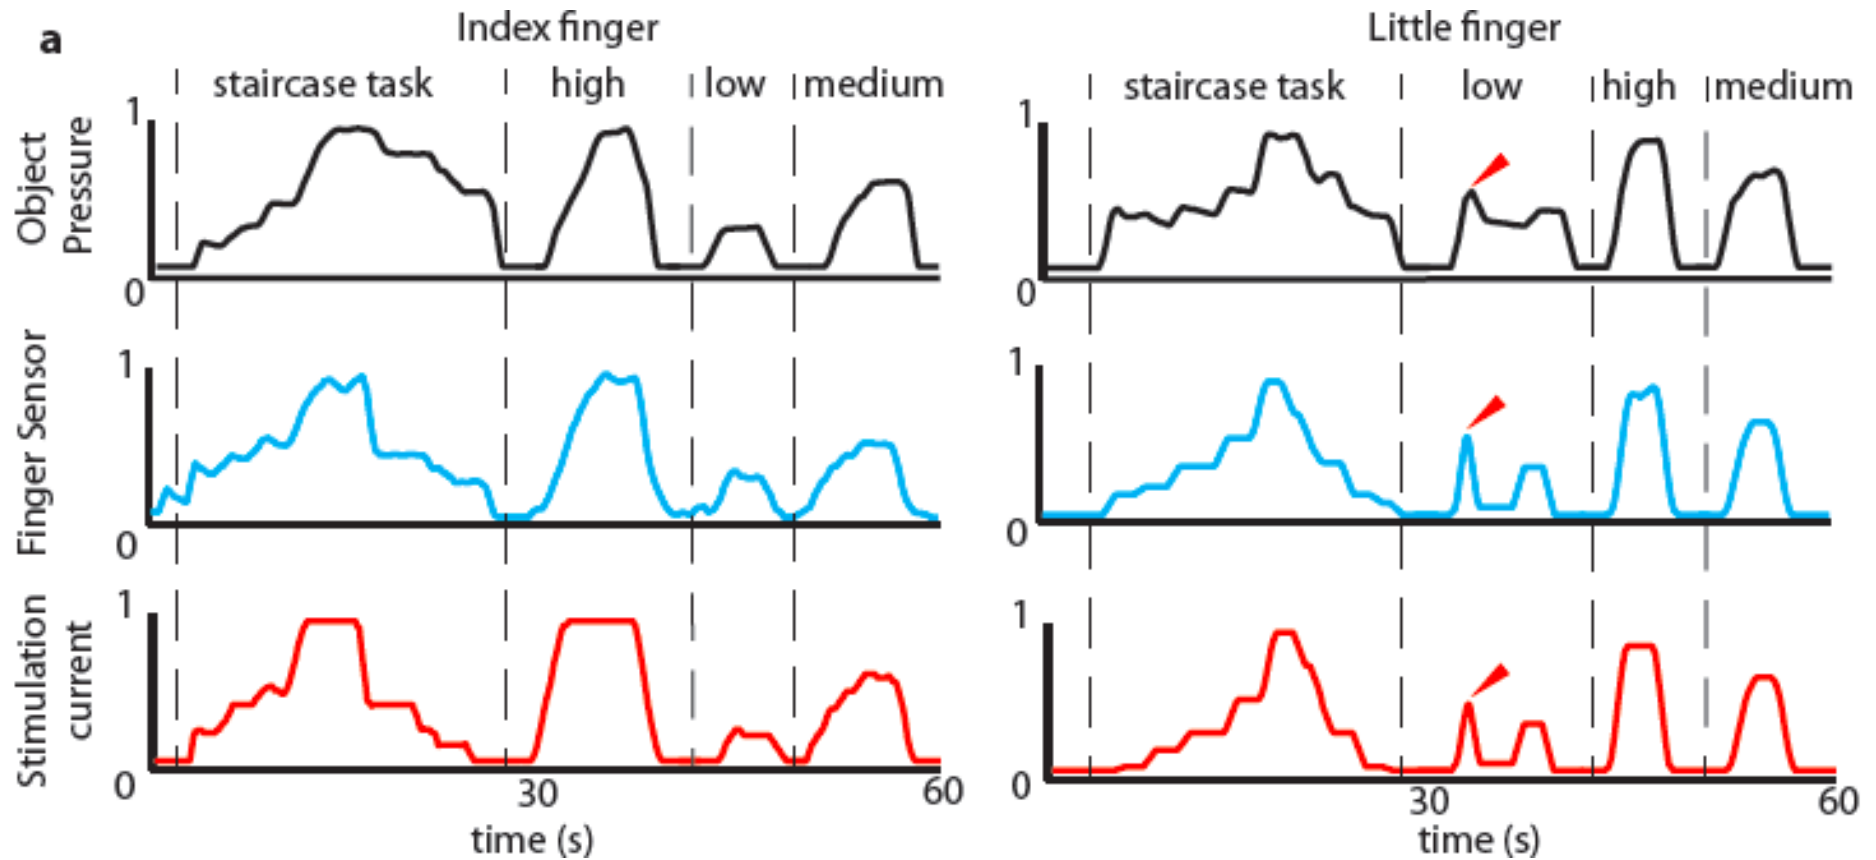 a
Index finger
Little finger
staircase task high low medium
staircase task low high medium
Object
Pressure
1
0
1
0
Finger Sensor
1
0
1
0
Stimulation
current
1
0
30
60
time (s)
1
0
30
60
time (s)